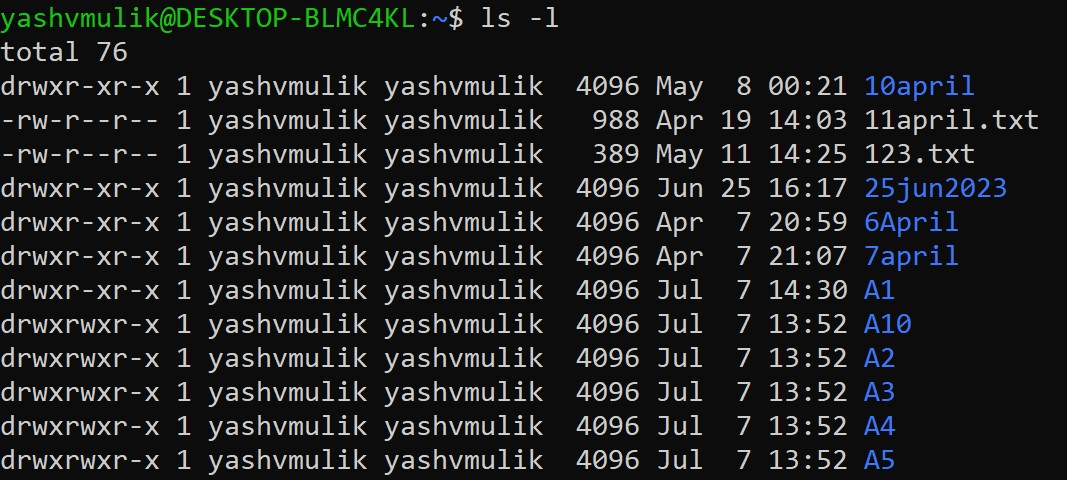 yashvmulik@DESKTOP-BLMC4KL:~$ ls -l
total 76
drwxr-xr-x 1 yashvmulik yashvmulik  4096 May  8 00:21 10april
-rw-r--r-- 1 yashvmulik yashvmulik   988 Apr 19 14:03 11april.txt
-rw-r--r-- 1 yashvmulik yashvmulik   389 May 11 14:25 123.txt
drwxr-xr-x 1 yashvmulik yashvmulik  4096 Jun 25 16:17 25jun2023
drwxr-xr-x 1 yashvmulik yashvmulik  4096 Apr  7 20:59 6April
drwxr-xr-x 1 yashvmulik yashvmulik  4096 Apr  7 21:07 7april
drwxr-xr-x 1 yashvmulik yashvmulik  4096 Jul  7 14:30 A1
drwxrwxr-x 1 yashvmulik yashvmulik  4096 Jul  7 13:52 A10
drwxrwxr-x 1 yashvmulik yashvmulik  4096 Jul  7 13:52 A2
drwxrwxr-x 1 yashvmulik yashvmulik  4096 Jul  7 13:52 A3
drwxrwxr-x 1 yashvmulik yashvmulik  4096 Jul  7 13:52 A4
drwxrwxr-x 1 yashvmulik yashvmulik  4096 Jul  7 13:52 A5